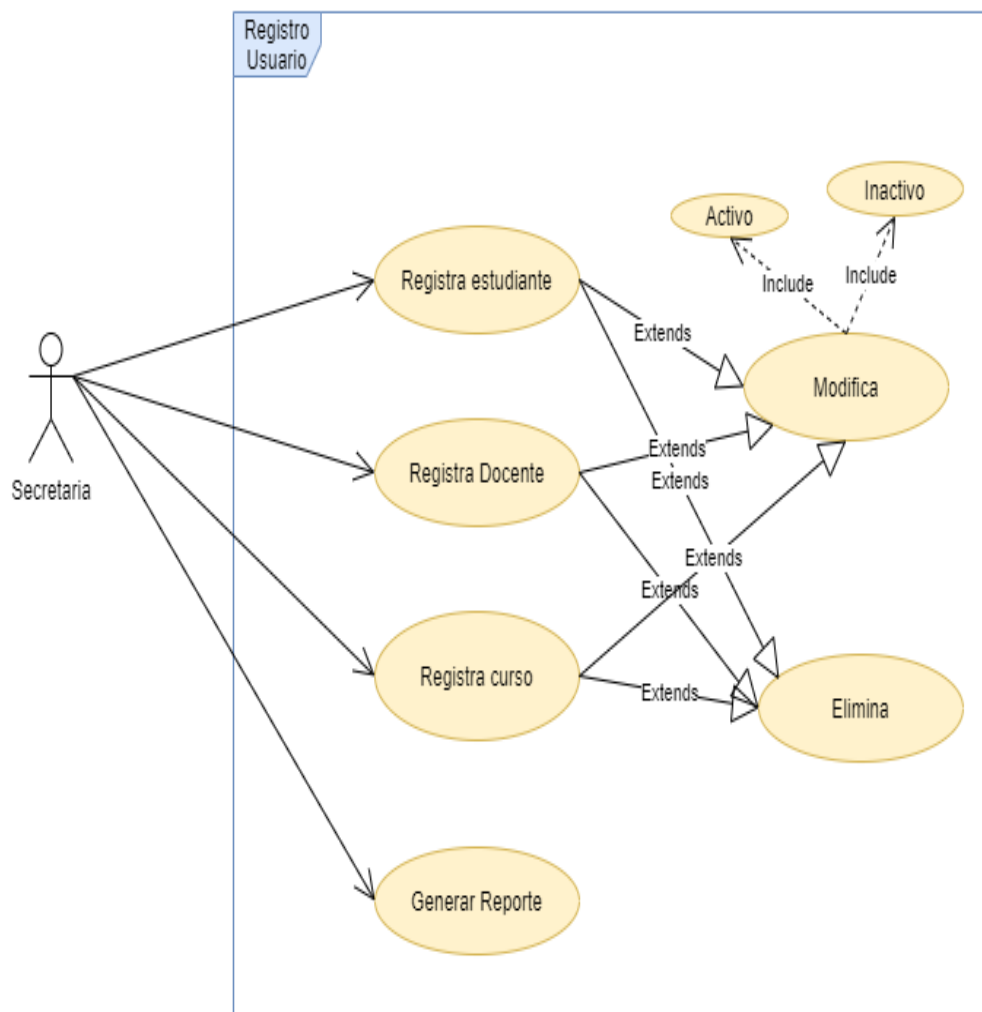 Registro
Usuario
Inactivo
Activo
Include
Include
Registra estudiante
Extends
Modifica
Secretaria
Registra Docente
Extends
Extends
Extends
Extends
Registra curso
Extends
Elimina
Generar Reporte